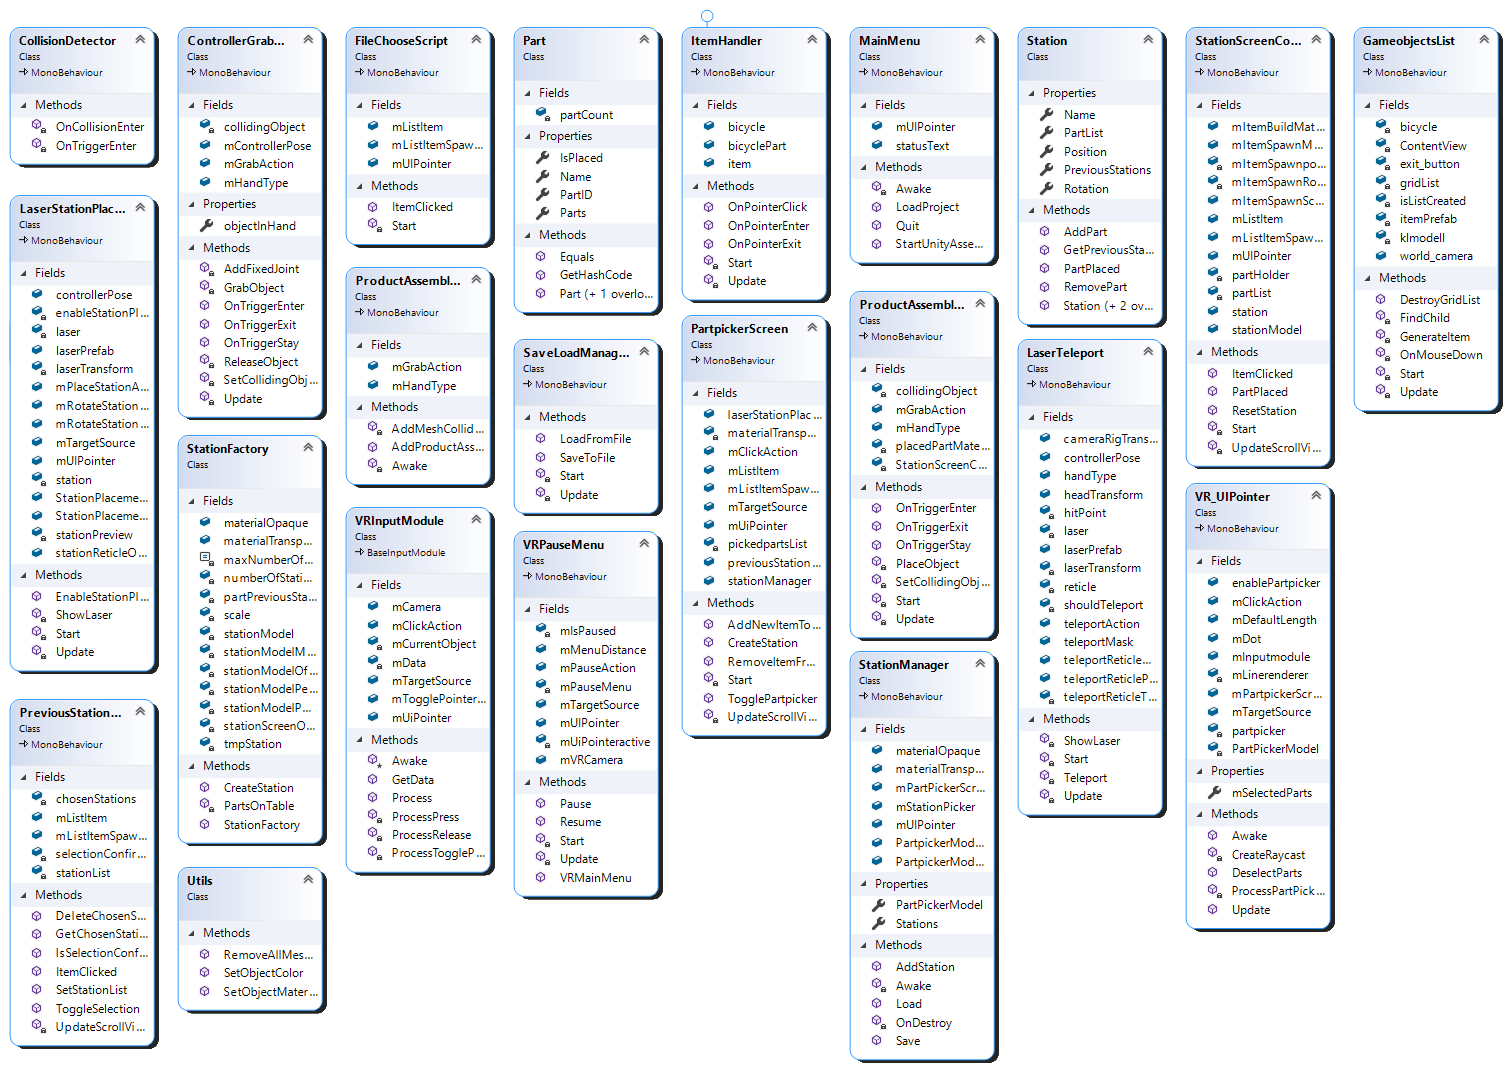 CollisionDetector
Class
MonoBehaviour
Methods
OnCollisionEnter
OnTriggerEnter
LaserStationPlac...
Class
MonoBehaviour
Fields
controllerPose
enableStationPl...
laser
laserPrefab
laserTransform
mPlaceStationA...
mRotateStation...
mRotateStation...
mTargetSource
mUIPointer
station
StationPlaceme...
StationPlaceme...
stationPreview
stationReticleO...
Methods
EnableStationPl...
ShowLaser
Start
Update
PreviousStation...
Class
MonoBehaviour
Fields
chosenStations
mListItem
mListItemSpaw...
selectionConfir...
stationList
Methods
DeleteChosenS...
GetChosenStati...
IsSelectionConf...
ItemClicked
SetStationList
ToggleSelection
UpdateScrollVi...
ControllerGrab...
Class
MonoBehaviour
Fields
collidingObject
mControllerPose
mGrabAction
mHandType
Properties
objectInHand
Methods
AddFixedJoint
GrabObject
OnTriggerEnter
OnTriggerExit
OnTriggerStay
ReleaseObject
SetCollidingObj...
Update
StationFactory
Class
Fields
materialOpaque
materialTransp...
maxNumberOf...
numberOfStati...
partPreviousSta...
scale
stationModel
stationModelM...
stationModelOf...
stationModelPe...
stationModelP...
stationScreenO...
tmpStation
Methods
CreateStation
PartsOnTable
StationFactory
Utils
Class
Methods
RemoveAllMes...
SetObjectColor
SetObjectMater...
FileChooseScript
Class
MonoBehaviour
Fields
mListItem
mListItemSpaw...
mUIPointer
Methods
ItemClicked
Start
ProductAssembl...
Class
MonoBehaviour
Fields
mGrabAction
mHandType
Methods
AddMeshCollid...
AddProductAss...
Awake
VRInputModule
Class
BaseInputModule
Fields
mCamera
mClickAction
mCurrentObject
mData
mTargetSource
mTogglePointer...
mUiPointer
Methods
Awake
GetData
Process
ProcessPress
ProcessRelease
ProcessToggleP...
Part
Class
Fields
partCount
Properties
IsPlaced
Name
PartID
Parts
Methods
Equals
GetHashCode
Part (+ 1 overlo...
SaveLoadManag...
Class
MonoBehaviour
Methods
LoadFromFile
SaveToFile
Start
Update
VRPauseMenu
Class
MonoBehaviour
Fields
mIsPaused
mMenuDistance
mPauseAction
mPauseMenu
mTargetSource
mUIPointer
mUiPointeractive
mVRCamera
Methods
Pause
Resume
Start
Update
VRMainMenu
ItemHandler
Class
MonoBehaviour
Fields
bicycle
bicyclePart
item
Methods
OnPointerClick
OnPointerEnter
OnPointerExit
Start
Update
PartpickerScreen
Class
MonoBehaviour
Fields
laserStationPlac...
materialTransp...
mClickAction
mListItem
mListItemSpaw...
mTargetSource
mUiPointer
pickedpartsList
previousStation...
stationManager
Methods
AddNewItemTo...
CreateStation
RemoveItemFr...
Start
TogglePartpicker
UpdateScrollVi...
MainMenu
Class
MonoBehaviour
Fields
mUIPointer
statusText
Methods
Awake
LoadProject
Quit
StartUnityAsse...
ProductAssembl...
Class
MonoBehaviour
Fields
collidingObject
mGrabAction
mHandType
placedPartMate...
StationScreenC...
Methods
OnTriggerEnter
OnTriggerExit
OnTriggerStay
PlaceObject
SetCollidingObj...
Start
Update
StationManager
Class
MonoBehaviour
Fields
materialOpaque
materialTransp...
mPartPickerScr...
mStationPicker
mUIPointer
PartpickerMod...
PartpickerMod...
Properties
PartPickerModel
Stations
Methods
AddStation
Awake
Load
OnDestroy
Save
Station
Class
Properties
Name
PartList
Position
PreviousStations
Rotation
Methods
AddPart
GetPreviousSta...
PartPlaced
RemovePart
Station (+ 2 ov...
LaserTeleport
Class
MonoBehaviour
Fields
cameraRigTrans...
controllerPose
handType
headTransform
hitPoint
laser
laserPrefab
laserTransform
reticle
shouldTeleport
teleportAction
teleportMask
teleportReticle...
teleportReticleP...
teleportReticleT...
Methods
ShowLaser
Start
Teleport
Update
StationScreenCo...
Class
MonoBehaviour
Fields
mItemBuildMat...
mItemSpawnM...
mItemSpawnpo...
mItemSpawnRo...
mItemSpawnSc...
mListItem
mListItemSpaw...
mUIPointer
partHolder
partList
station
stationModel
Methods
ItemClicked
PartPlaced
ResetStation
Start
UpdateScrollVi...
VR_UIPointer
Class
MonoBehaviour
Fields
enablePartpicker
mClickAction
mDefaultLength
mDot
mInputmodule
mLinerenderer
mPartpickerScr...
mTargetSource
partpicker
PartPickerModel
Properties
mSelectedParts
Methods
Awake
CreateRaycast
DeselectParts
ProcessPartPick...
Update
GameobjectsList
Class
MonoBehaviour
Fields
bicycle
ContentView
exit_button
gridList
isListCreated
itemPrefab
klmodell
world_camera
Methods
DestroyGridList
FindChild
GenerateItem
OnMouseDown
Start
Update